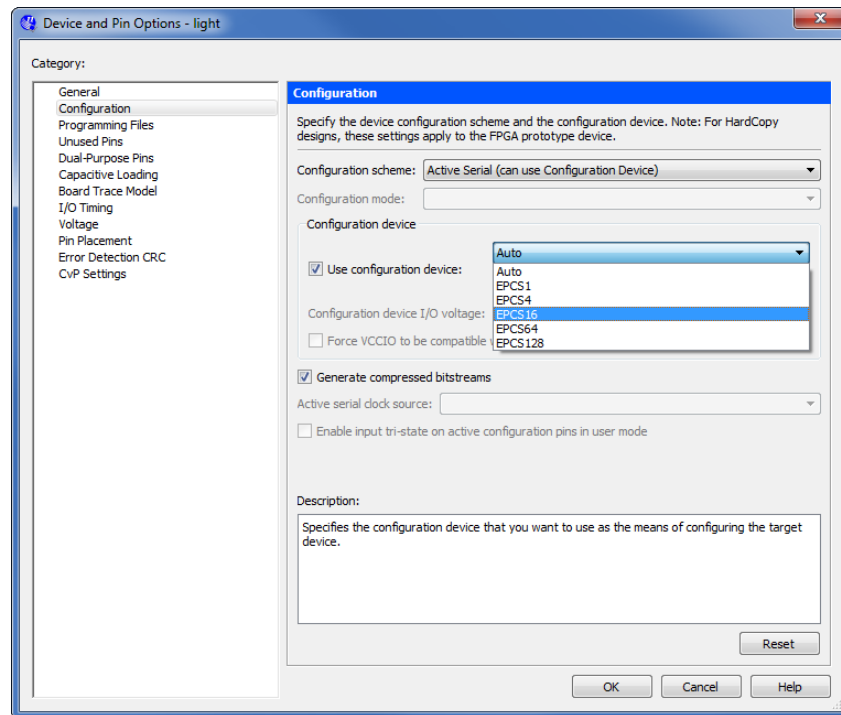 Device and Pin Options - light
Category:
General
Configuration
Programming Files
Unused Pins
Dual-Purpose Pins
Capacitive Loading
Board Trace Model
I/O Timing
Voltage
Pin Placement
Error Detection CRC
CvP Settings
Configuration
Specify the device configuration scheme and the configuration device. Note: For HardCopy
designs, these settings apply to the FPGA prototype device.
Configuration scheme: Active Serial (can use Configuration Device)
Configuration mode:
Configuration device
Auto
Use configuration device:
Auto
EPCS1
EPCS4
EPCS16
EPCS64
EPCS128
Configuration device I/O voltage:
Force VCCIO to be compatible
Generate compressed bitstreams
Active serial clock source:
Enable input tri-state on active configuration pins in user mode
Description:
Specifies the configuration device that you want to use as the means of configuring the target
device.
Reset
OK Cancel Help